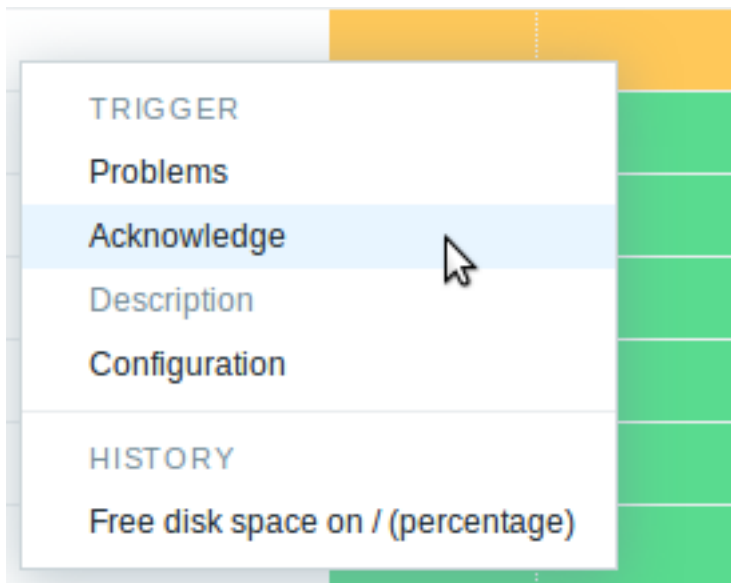 TRIGGER
Problems
Acknowledge
Description
Configuration
HISTORY
Free disk space on / (percentage)